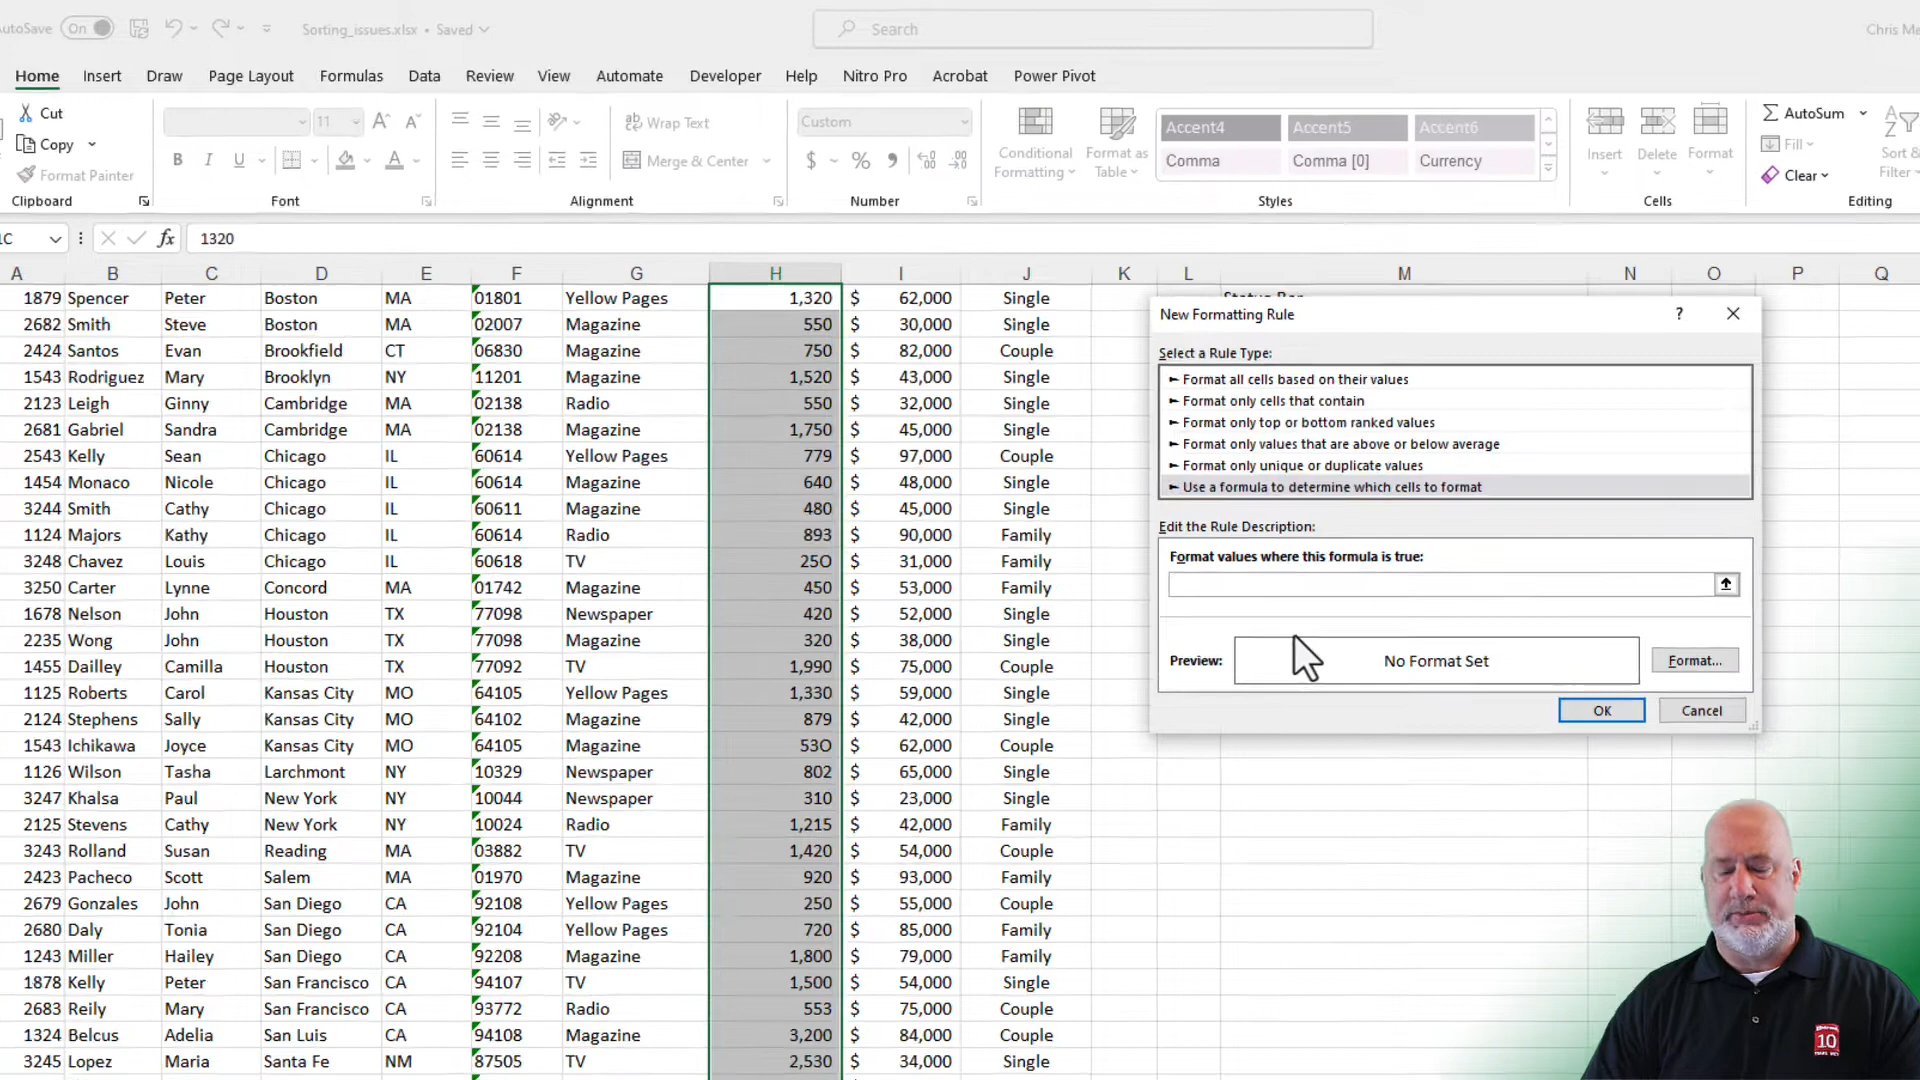 AutoSave On Sorting_issues.xlsx • Saved Search Chris Ma
Home Insert Draw Page Layout Formulas Data Review View Automate Developer Help Nitro Pro Acrobat Power Pivot
Cut
Copy
Format Painter
Clipboard
11
B I U
Font
Wrap Text
Merge & Center
Alignment
Custom
$ % 9
Number
Conditional Formatting
Format as Table
Accent4 Accent5 Accent6
Comma Comma [0] Currency
Styles
Insert Delete Format
Cells
AutoSum
Fill
Clear
Sort & Filter
Editing
1C fx 1320
A B C D E F G H I J K L M N O P Q
1879 Spencer Peter Boston MA 01801 Yellow Pages 1,320 $ 62,000 Single
2682 Smith Steve Boston MA 02007 Magazine 550 $ 30,000 Single
2424 Santos Evan Brookfield CT 06830 Magazine 750 $ 82,000 Couple
1543 Rodriguez Mary Brooklyn NY 11201 Magazine 1,520 $ 43,000 Single
2123 Leigh Ginny Cambridge MA 02138 Radio 550 $ 32,000 Single
2681 Gabriel Sandra Cambridge MA 02138 Magazine 1,750 $ 45,000 Single
2543 Kelly Sean Chicago IL 60614 Yellow Pages 779 $ 97,000 Couple
1454 Monaco Nicole Chicago IL 60614 Magazine 640 $ 48,000 Single
3244 Smith Cathy Chicago IL 60611 Magazine 480 $ 45,000 Single
1124 Majors Kathy Chicago IL 60614 Radio 893 $ 90,000 Family
3248 Chavez Louis Chicago IL 60618 TV 25O $ 31,000 Family
3250 Carter Lynne Concord MA 01742 Magazine 450 $ 53,000 Family
1678 Nelson John Houston TX 77098 Newspaper 420 $ 52,000 Single
2235 Wong John Houston TX 77098 Magazine 320 $ 38,000 Single
1455 Dailley Camilla Houston TX 77092 TV 1,990 $ 75,000 Couple
1125 Roberts Carol Kansas City MO 64105 Yellow Pages 1,330 $ 59,000 Single
2124 Stephens Sally Kansas City MO 64102 Magazine 879 $ 42,000 Single
1543 Ichikawa Joyce Kansas City MO 64105 Magazine 53O $ 62,000 Couple
1126 Wilson Tasha Larchmont NY 10329 Newspaper 802 $ 65,000 Single
3247 Khalsa Paul New York NY 10044 Newspaper 310 $ 23,000 Single
2125 Stevens Cathy New York NY 10024 Radio 1,215 $ 42,000 Family
3243 Rolland Susan Reading MA 03882 TV 1,420 $ 54,000 Couple
2423 Pacheco Scott Salem MA 01970 Magazine 920 $ 93,000 Family
2679 Gonzales John San Diego CA 92108 Yellow Pages 250 $ 55,000 Couple
2680 Daly Tonia San Diego CA 92104 Yellow Pages 720 $ 85,000 Family
1243 Miller Hailey San Diego CA 92208 Magazine 1,800 $ 79,000 Family
1878 Kelly Peter San Francisco CA 94107 TV 1,500 $ 54,000 Single
2683 Reily Mary San Francisco CA 93772 Radio 553 $ 75,000 Couple
1324 Belcus Adelia San Luis CA 94108 Magazine 3,200 $ 84,000 Couple
3245 Lopez Maria Santa Fe NM 87505 TV 2,530 $ 34,000 Single
New Formatting Rule ?
Select a Rule Type:
► Format all cells based on their values
► Format only cells that contain
► Format only top or bottom ranked values
► Format only values that are above or below average
► Format only unique or duplicate values
► Use a formula to determine which cells to format
Edit the Rule Description:
Format values where this formula is true:
Preview: No Format Set Format...
OK Cancel
10